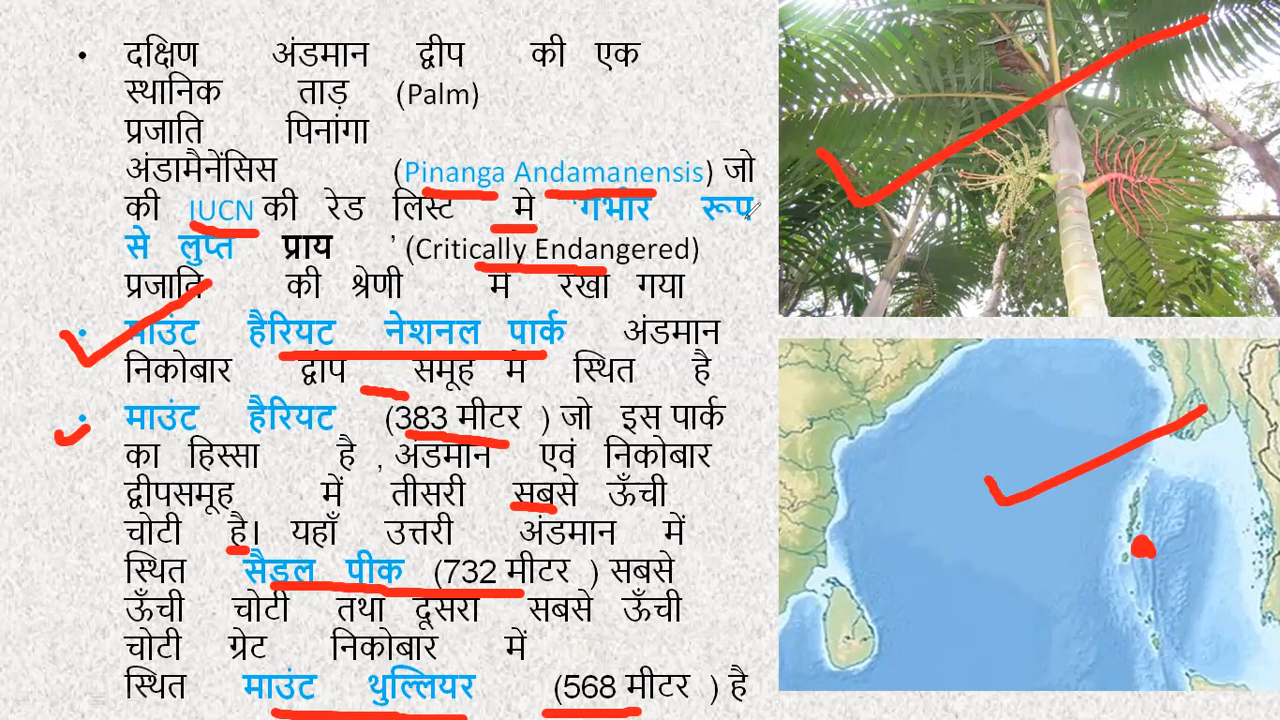 • दक्षिण अंडमान द्वीप की एक
स्थानिक ताड़ (Palm)
प्रजाति पिनांगा
अंडामैनेंसिस (Pinanga Andamanensis) जो
की IUCN की रेड लिस्ट मे 'गंभीर रूप
से लुप्त प्राय ' (Critically Endangered)
प्रजाति की श्रेणी में रखा गया
• माउंट हैरियट नेशनल पार्क अंडमान
निकोबार द्वीप समूह में स्थित है
• माउंट हैरियट (383 मीटर ) जो इस पार्क
का हिस्सा है , अंडमान एवं निकोबार
द्वीपसमूह में तीसरी सबसे ऊँची
चोटी है। यहाँ उत्तरी अंडमान में
स्थित सैडल पीक (732 मीटर ) सबसे
ऊँची चोटी तथा दूसरी सबसे ऊँची
चोटी ग्रेट निकोबार में
स्थित माउंट थुल्लियर (568 मीटर ) है